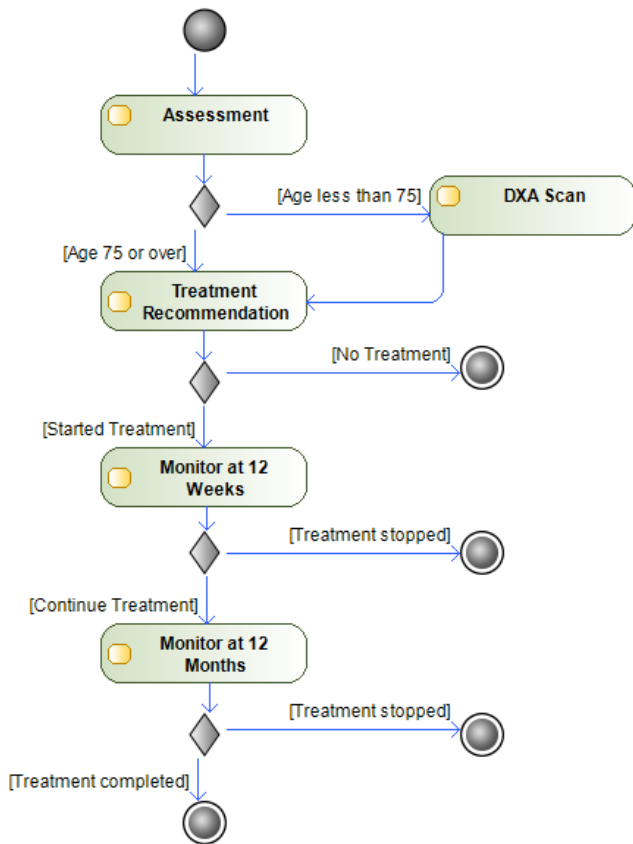 Assessment
[Age less than 75]
DXA Scan
[Age 75 or over]
Treatment
Recommendation
[No Treatment]
[Started Treatment]
Monitor at 12
Weeks
[Treatment stopped]
[Continue Treatment]
Monitor at 12
Months
[Treatment stopped]
[Treatment completed]